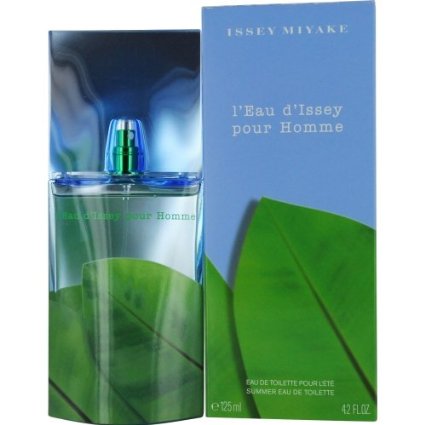 ISSEY MIYAKE
l'Eau d'Issey
pour Homme
l'Eau d'Issey pour Homme
EAU DE TOILETTE POUR L'ÉTÉ
SUMMER EAU DE TOILETTE
℮ 125 ml 4.2 FL.OZ.